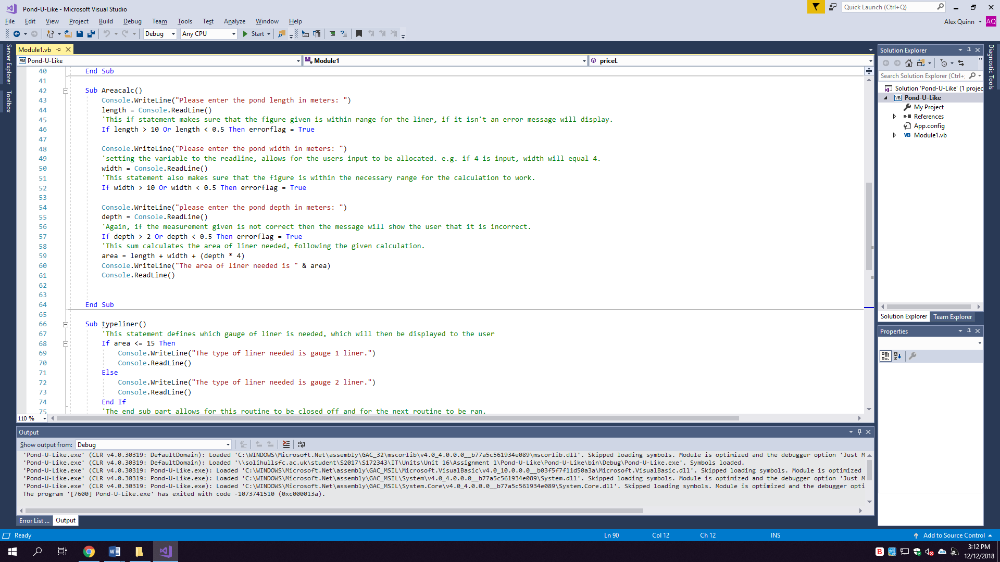 Pond-U-Like - Microsoft Visual Studio
Quick Launch (Ctrl+Q)
File Edit View Project Build Debug Team Tools Test Analyze Window Help
Alex Quinn AQ
Debug Any CPU Start
Server Explorer
Toolbox
Module1.vb
Pond-U-Like Module1 priceL
40 End Sub
41
42 Sub Areacalc()
43 Console.WriteLine("Please enter the pond length in meters: ")
44 length = Console.ReadLine()
45 'This if statement makes sure that the figure given is within range for the liner, if it isn't an error message will display.
46 If length > 10 Or length < 0.5 Then errorflag = True
47
48 Console.WriteLine("Please enter the pond width in meters: ")
49 'setting the variable to the readline, allows for the users input to be allocated. e.g. if 4 is input, width will equal 4.
50 width = Console.ReadLine()
51 'This statement also makes sure that the figure is within the necessary range for the calculation to work.
52 If width > 10 Or width < 0.5 Then errorflag = True
53
54 Console.WriteLine("please enter the pond depth in meters: ")
55 depth = Console.ReadLine()
56 'Again, if the measurement given is not correct then the message will show the user that it is incorrect.
57 If depth > 2 Or depth < 0.5 Then errorflag = True
58 'This sum calculates the area of liner needed, following the given calculation.
59 area = length + width + (depth * 4)
60 Console.WriteLine("The area of liner needed is " & area)
61 Console.ReadLine()
62
63
64 End Sub
65
66 Sub typeliner()
67 'This statement defines which gauge of liner is needed, which will then be displayed to the user
68 If area <= 15 Then
69 Console.WriteLine("The type of liner needed is gauge 1 liner.")
70 Console.ReadLine()
71 Else
72 Console.WriteLine("The type of liner needed is gauge 2 liner.")
73 Console.ReadLine()
74 End If
75 'The end sub part allows for this routine to be closed off and for the next routine to be ran.
110 %
Output
Show output from: Debug
'Pond-U-Like.exe' (CLR v4.0.30319: DefaultDomain): Loaded 'C:\WINDOWS\Microsoft.Net\assembly\GAC_32\mscorlib\v4.0_4.0.0.0__b77a5c561934e089\mscorlib.dll'. Skipped loading symbols. Module is optimized and the debugger option 'Just M
'Pond-U-Like.exe' (CLR v4.0.30319: DefaultDomain): Loaded '\\solihullsfc.ac.uk\student\S2017\S172343\IT\Units\Unit 16\Assignment 1\Pond-U-Like\Pond-U-Like\bin\Debug\Pond-U-Like.exe'. Symbols loaded.
'Pond-U-Like.exe' (CLR v4.0.30319: Pond-U-Like.exe): Loaded 'C:\WINDOWS\Microsoft.Net\assembly\GAC_MSIL\Microsoft.VisualBasic\v4.0_10.0.0.0__b03f5f7f11d50a3a\Microsoft.VisualBasic.dll'. Skipped loading symbols. Module is optimized
'Pond-U-Like.exe' (CLR v4.0.30319: Pond-U-Like.exe): Loaded 'C:\WINDOWS\Microsoft.Net\assembly\GAC_MSIL\System\v4.0_4.0.0.0__b77a5c561934e089\System.dll'. Skipped loading symbols. Module is optimized and the debugger option 'Just M
'Pond-U-Like.exe' (CLR v4.0.30319: Pond-U-Like.exe): Loaded 'C:\WINDOWS\Microsoft.Net\assembly\GAC_MSIL\System.Core\v4.0_4.0.0.0__b77a5c561934e089\System.Core.dll'. Skipped loading symbols. Module is optimized and the debugger opti
The program '[7600] Pond-U-Like.exe' has exited with code -1073741510 (0xc000013a).
Error List ... Output
Solution Explorer
Search Solution Explorer (Ctrl+;
Solution 'Pond-U-Like' (1 projec
Pond-U-Like
My Project
References
App.config
Module1.vb
Solution Explorer Team Explorer
Properties
Diagnostic Tools
Ready Ln 90 Col 12 Ch 12 INS Add to Source Control
3:12 PM
12/12/2018